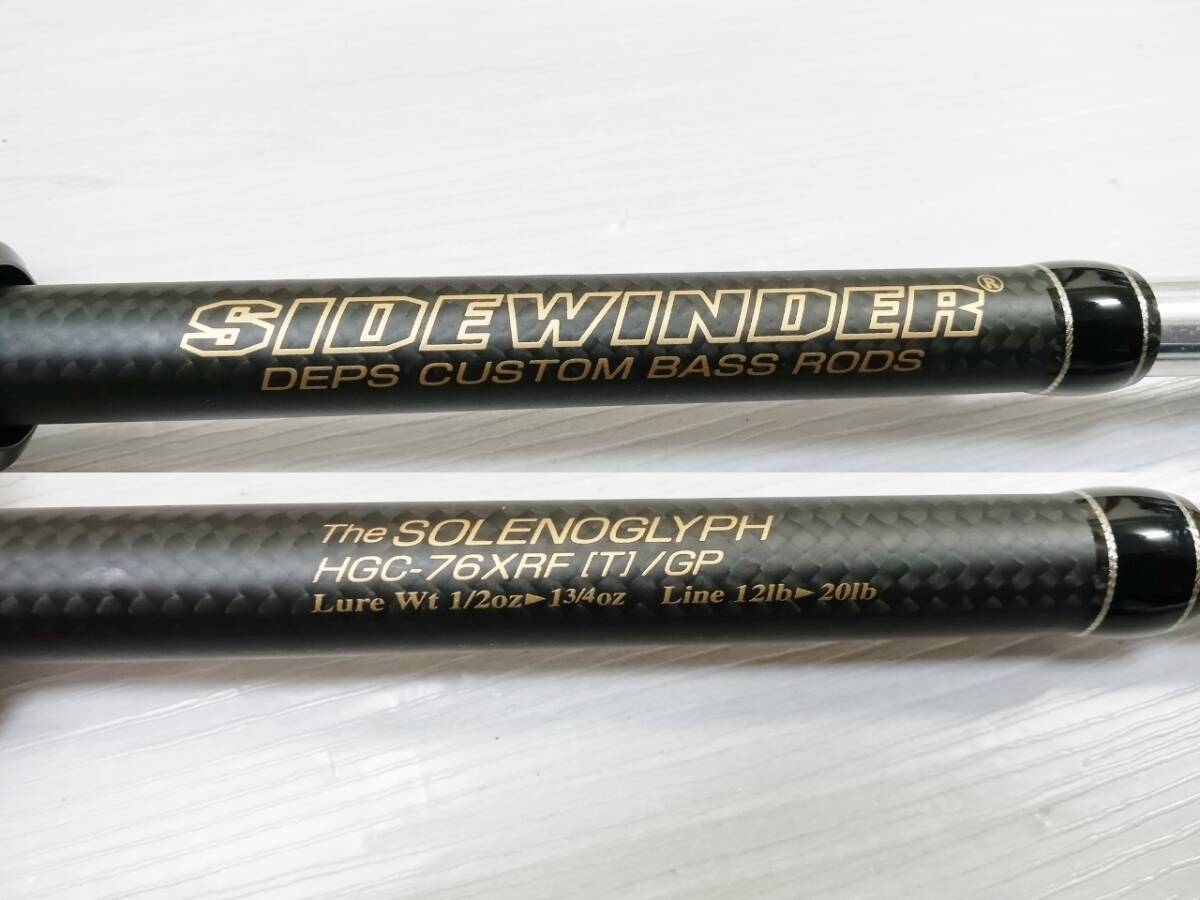 SIDEWINDER®
DEPS CUSTOM BASS RODS
The SOLENOGLYPH
HGC-76XRF [T] /GP
Lure Wt 1/2oz►13/4oz Line 12lb►20lb